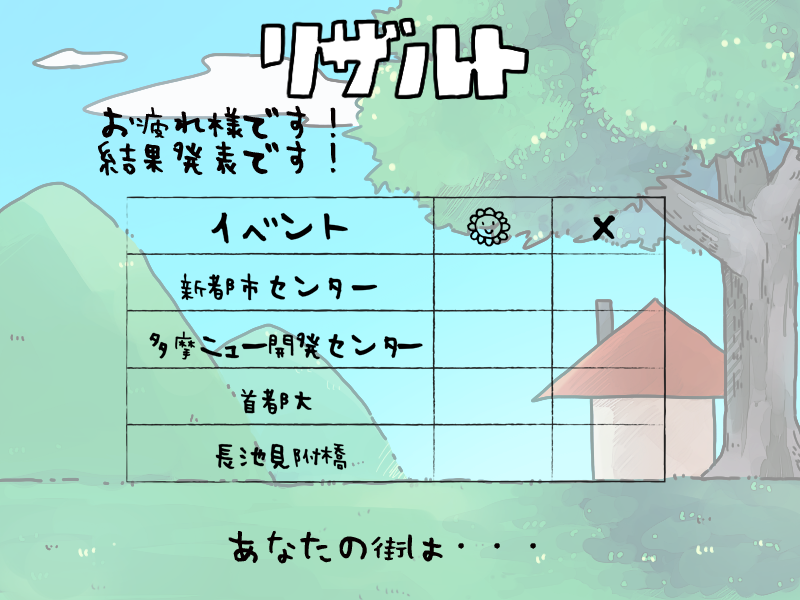 リザルト
お疲れ様です！
結果発表です！
イベント ×
新都市センター
多摩ニュー開発センター
首都大
長池見附橋
あなたの街は・・・